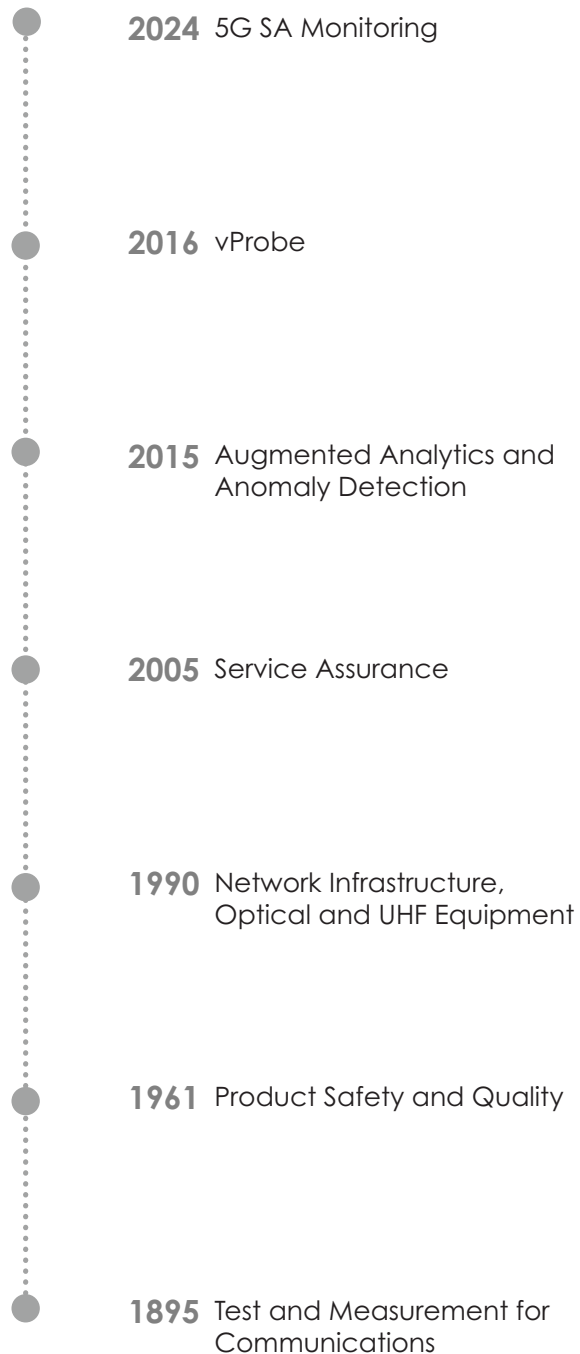 2024 5G SA Monitoring
2016 vProbe
2015 Augmented Analytics and
Anomaly Detection
2005 Service Assurance
1990 Network Infrastructure,
Optical and UHF Equipment
1961 Product Safety and Quality
1895 Test and Measurement for
Communications